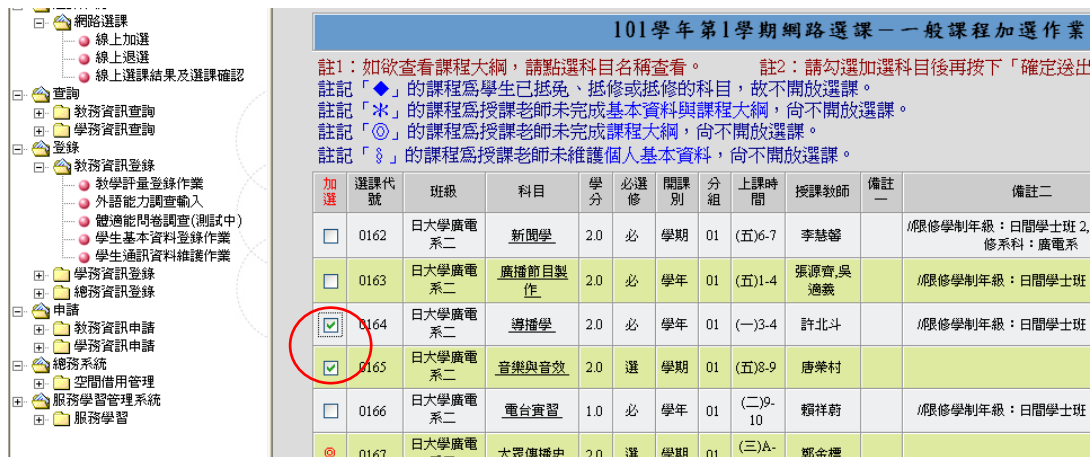 網路選課
線上加選
線上退選
線上選課結果及選課確認
查詢
教務資訊查詢
學務資訊查詢
登錄
教務資訊登錄
教學評量登錄作業
外語能力調查輸入
體適能問卷調查(測試中)
學生基本資料登錄作業
學生通訊資料維護作業
學務資訊登錄
總務資訊登錄
申請
教務資訊申請
學務資訊申請
總務系統
空間借用管理
服務學習管理系統
服務學習
101學年第1學期網路選課－一般課程加選作業
註1：如欲查看課程大綱，請點選科目名稱查看。 註2：請勾選加選科目後再按下「確定送出
註記「◆」的課程為學生已抵免、抵修或抵修的科目，故不開放選課。
註記「＊」的課程為授課老師未完成基本資料與課程大綱，尚不開放選課。
註記「◎」的課程為授課老師未完成課程大綱，尚不開放選課。
註記「§」的課程為授課老師未維護個人基本資料，尚不開放選課。
加選 選課代號 班級 科目 學分 必選修 開課別 分組 上課時間 授課教師 備註一 備註二
0162 日大學廣電系二 新聞學 2.0 必 學期 01 (五)6-7 李慧馨 //限修學制年級：日間學士班 2, 修系科：廣電系
0163 日大學廣電系二 廣播節目製作 2.0 必 學年 01 (五)1-4 張源齊,吳適義 //限修學制年級：日間學士班
0164 日大學廣電系二 導播學 2.0 必 學年 01 (一)3-4 許北斗 //限修學制年級：日間學士班
0165 日大學廣電系二 音樂與音效 2.0 選 學期 01 (五)8-9 唐榮村
0166 日大學廣電系二 電台實習 1.0 必 學年 01 (二)9-10 賴祥蔚 //限修學制年級：日間學士班
◎ 0167 日大學廣電 大眾傳播史 2.0 選 學期 01 (三)A-